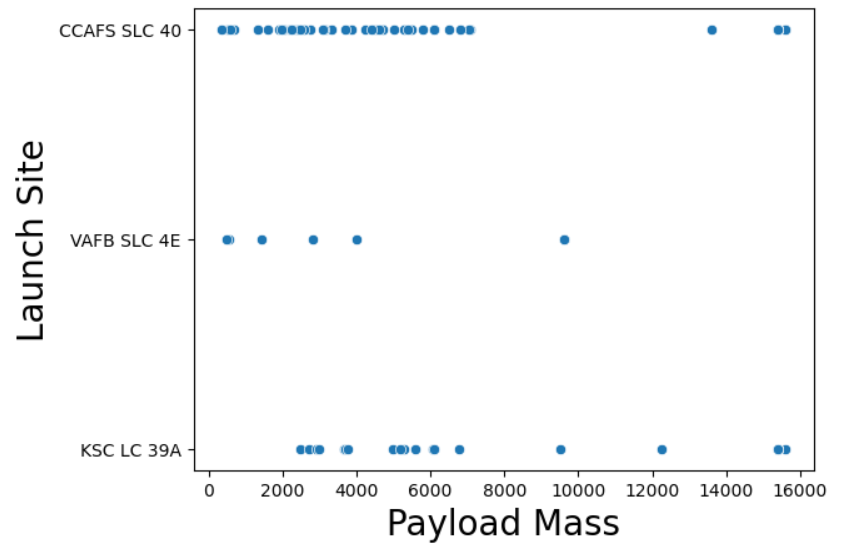 CCAFS SLC 40
VAFB SLC 4E
KSC LC 39A
Launch Site
0 2000 4000 6000 8000 10000 12000 14000 16000
Payload Mass